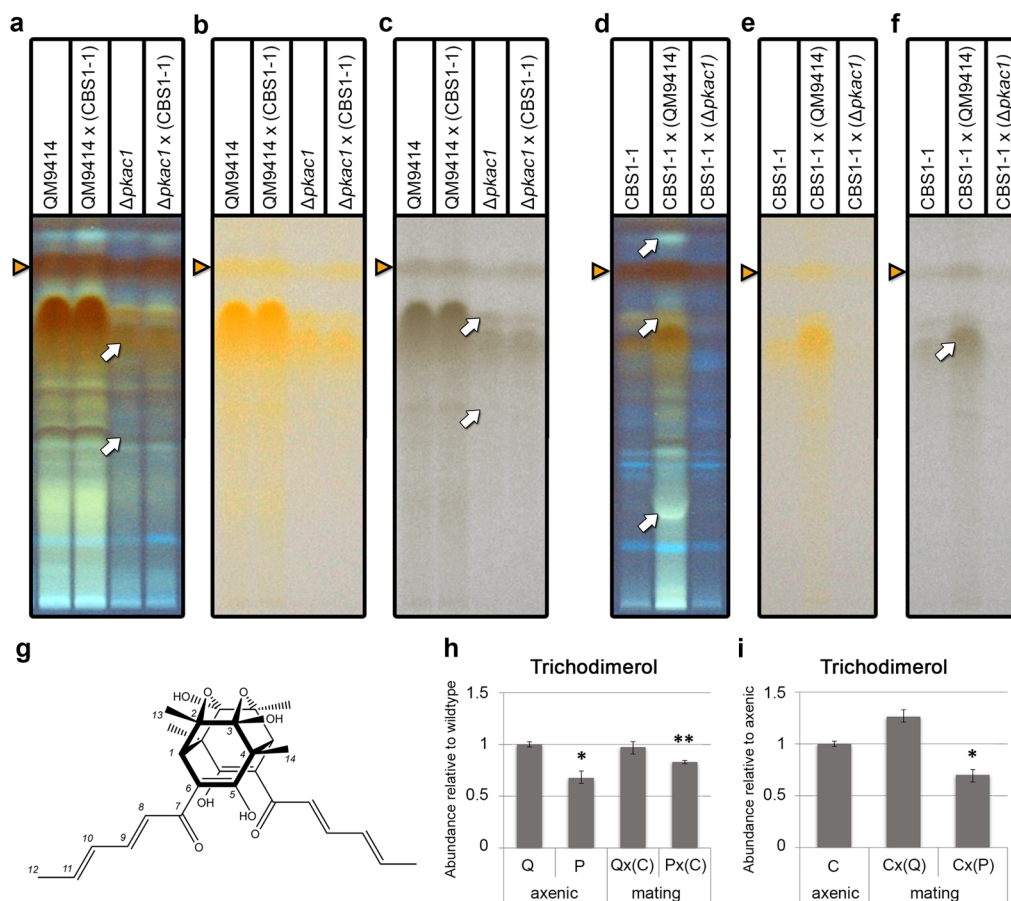 a
b
c
d
e
f
QM9414
QM9414 x (CBS1-1)
Δpkac1
Δpkac1 x (CBS1-1)
QM9414
QM9414 x (CBS1-1)
Δpkac1
Δpkac1 x (CBS1-1)
QM9414
QM9414 x (CBS1-1)
Δpkac1
Δpkac1 x (CBS1-1)
CBS1-1
CBS1-1 x (QM9414)
CBS1-1 x (Δpkac1)
CBS1-1
CBS1-1 x (QM9414)
CBS1-1 x (Δpkac1)
CBS1-1
CBS1-1 x (QM9414)
CBS1-1 x (Δpkac1)
g
HO
O
O
OH
13
2
3
1
4
14
6
5
OH
HO
7
8
O
O
9
10
11
12
h
Trichodimerol
Abundance relative to wildtype
1.5
1
0.5
0
*
**
Q
P
Qx(C)
Px(C)
axenic
mating
i
Trichodimerol
Abundance relative to axenic
1.5
1
0.5
0
*
C
Cx(Q)
Cx(P)
axenic
mating